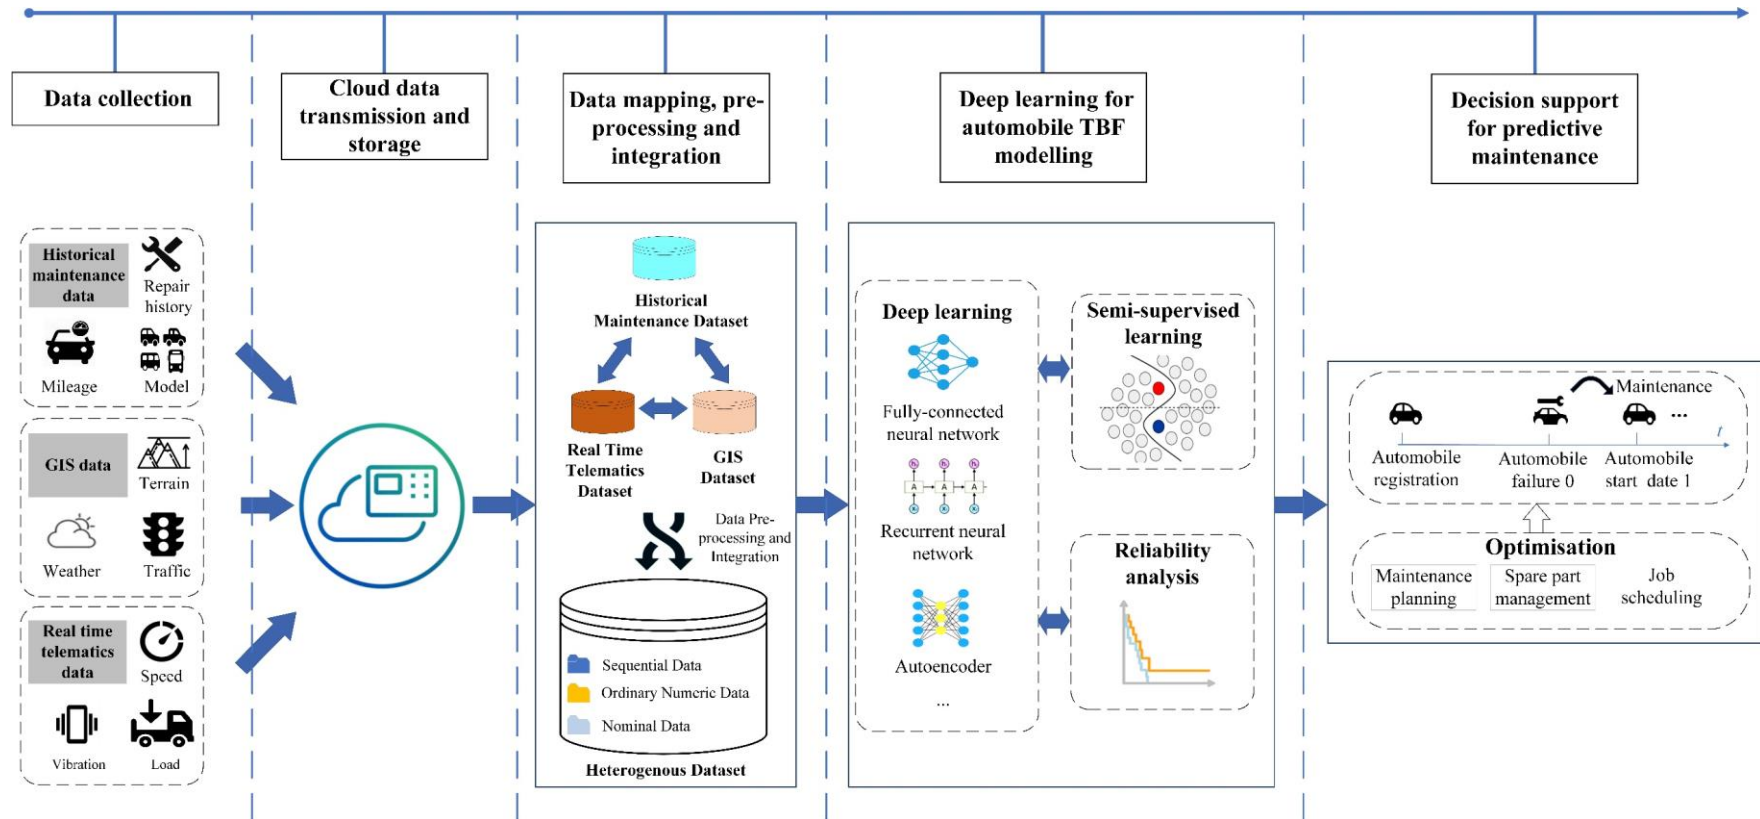 Data collection
Cloud data
transmission and
storage
Data mapping, pre-
processing and
integration
Deep learning for
automobile TBF
modelling
Decision support
for predictive
maintenance
Historical
maintenance
data
Repair
history
Mileage
Model
GIS data
Terrain
Weather
Traffic
Real time
telematics
data
Speed
Vibration
Load
Historical
Maintenance Dataset
Real Time
Telematics
Dataset
GIS
Dataset
Data Pre-
processing and
Integration
Sequential Data
Ordinary Numeric Data
Nominal Data
Heterogenous Dataset
Deep learning
Fully-connected
neural network
A
A
A
Recurrent neural
network
Autoencoder
...
Semi-supervised
learning
Reliability
analysis
Maintenance
...
t
Automobile
registration
Automobile
failure 0
Automobile
start date 1
Optimisation
Maintenance
planning
Spare part
management
Job
scheduling